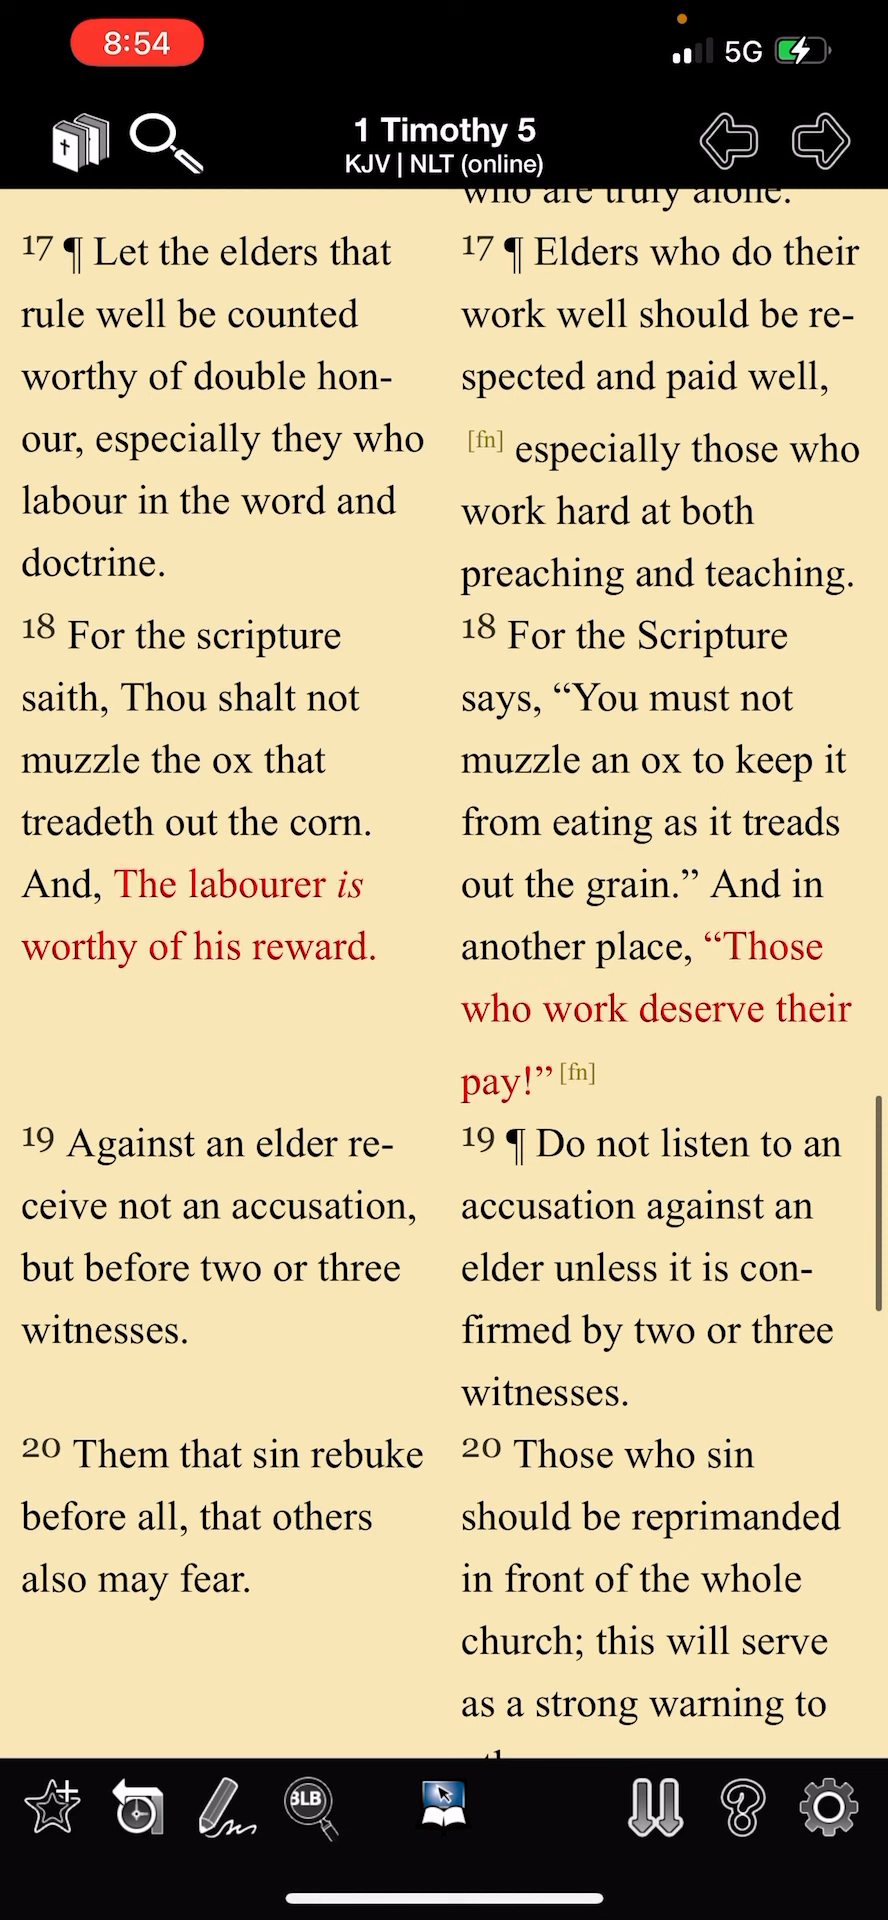 8:54
5G
1 Timothy 5
KJV | NLT (online)
who are truly alone.
17 ¶ Let the elders that
rule well be counted
worthy of double hon-
our, especially they who
labour in the word and
doctrine.
18 For the scripture
saith, Thou shalt not
muzzle the ox that
treadeth out the corn.
And, The labourer is
worthy of his reward.
19 Against an elder re-
ceive not an accusation,
but before two or three
witnesses.
20 Them that sin rebuke
before all, that others
also may fear.
17 ¶ Elders who do their
work well should be re-
spected and paid well,
[fn] especially those who
work hard at both
preaching and teaching.
18 For the Scripture
says, “You must not
muzzle an ox to keep it
from eating as it treads
out the grain.” And in
another place, “Those
who work deserve their
pay!” [fn]
19 ¶ Do not listen to an
accusation against an
elder unless it is con-
firmed by two or three
witnesses.
20 Those who sin
should be reprimanded
in front of the whole
church; this will serve
as a strong warning to
BLB